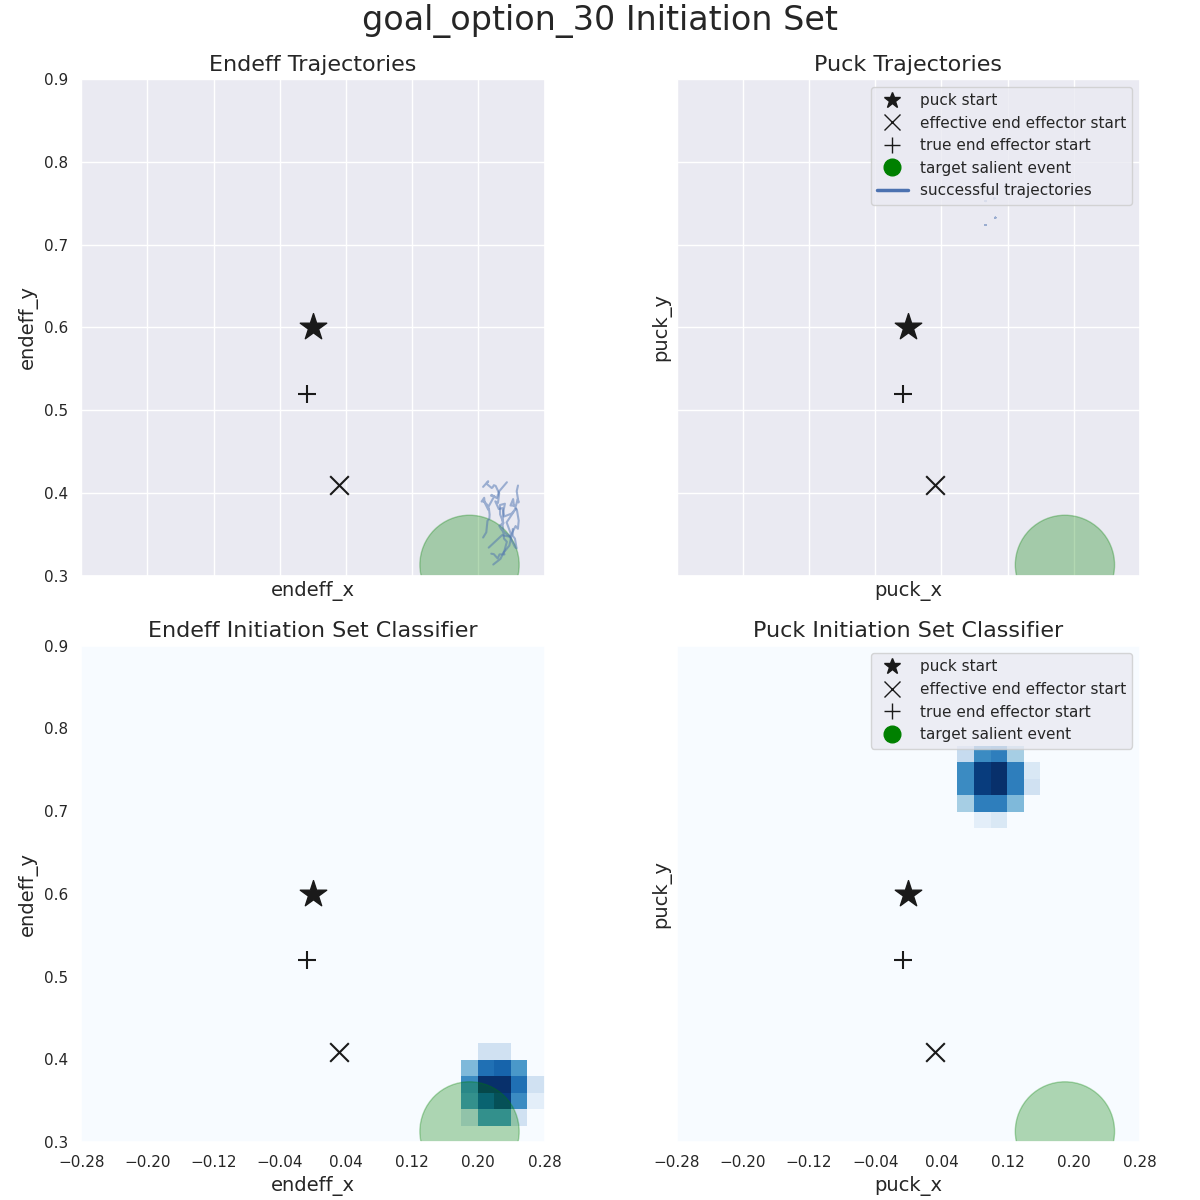 goal_option_30 Initiation Set
Endeff Trajectories
0.9
0.8
0.7
0.6
0.5
0.4
0.3
endeff_y
endeff_x
Puck Trajectories
puck start
effective end effector start
true end effector start
target salient event
successful trajectories
puck_y
puck_x
Endeff Initiation Set Classifier
0.9
0.8
0.7
0.6
0.5
0.4
0.3
endeff_y
−0.28 −0.20 −0.12 −0.04 0.04 0.12 0.20 0.28
endeff_x
Puck Initiation Set Classifier
puck start
effective end effector start
true end effector start
target salient event
puck_y
−0.28 −0.20 −0.12 −0.04 0.04 0.12 0.20 0.28
puck_x